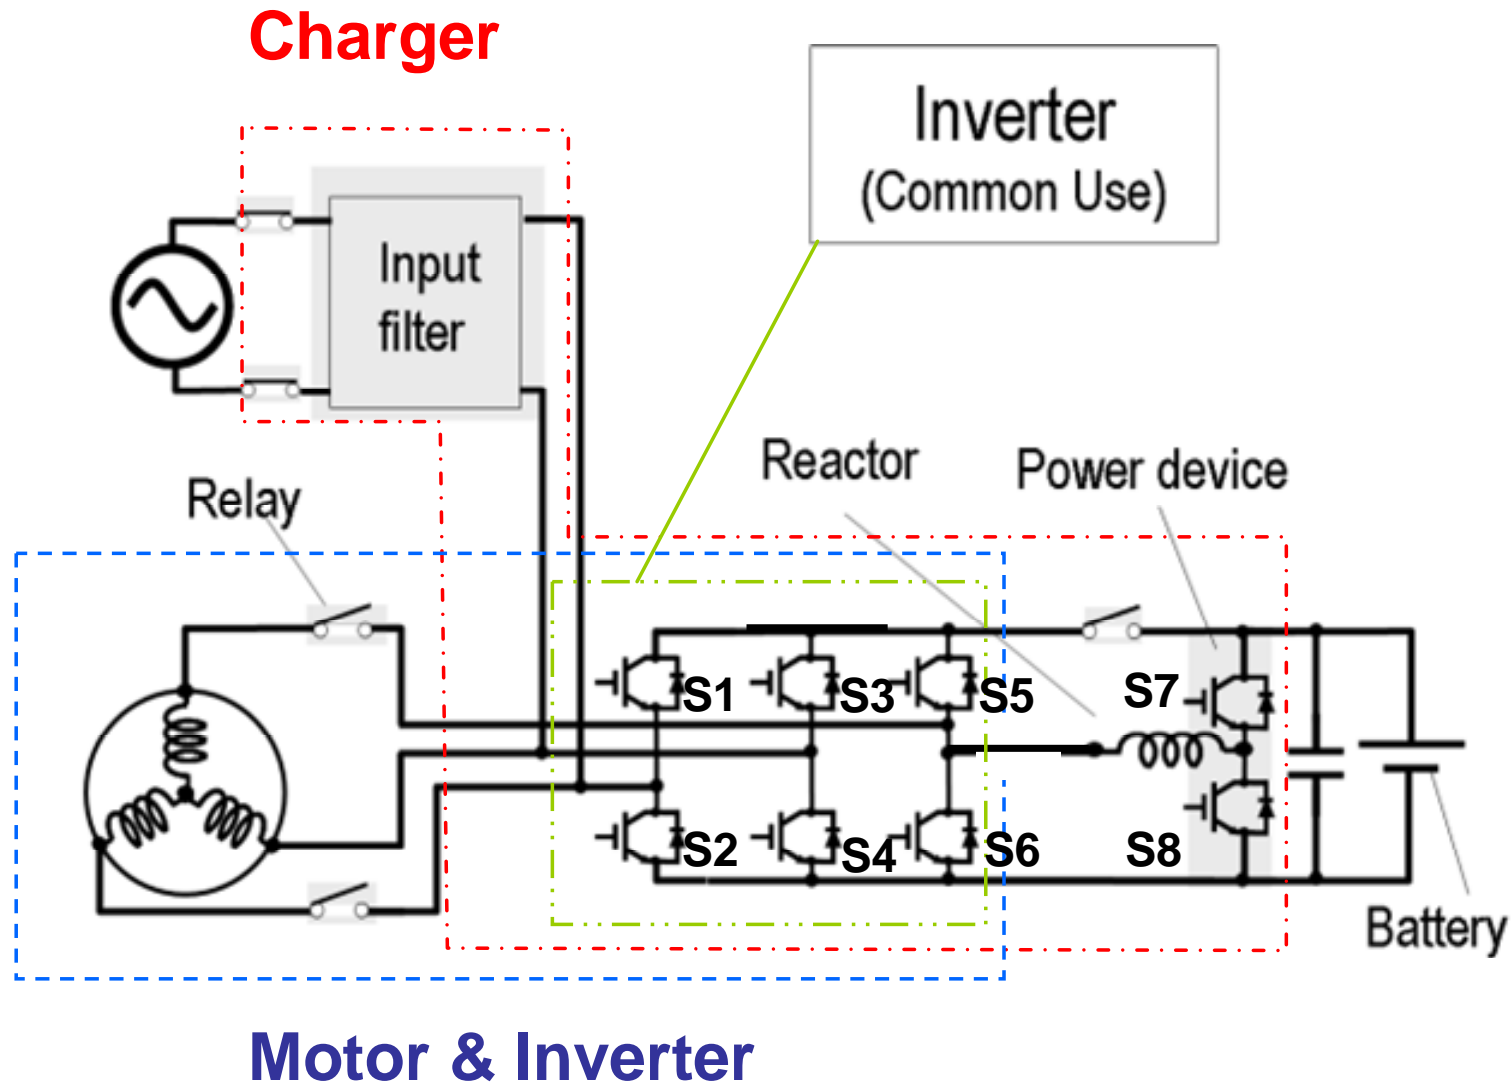 Charger
Inverter
(Common Use)
Input
filter
Reactor
Power device
Relay
S1
S3
S5
S7
S2
S4
S6
S8
Battery
Motor & Inverter